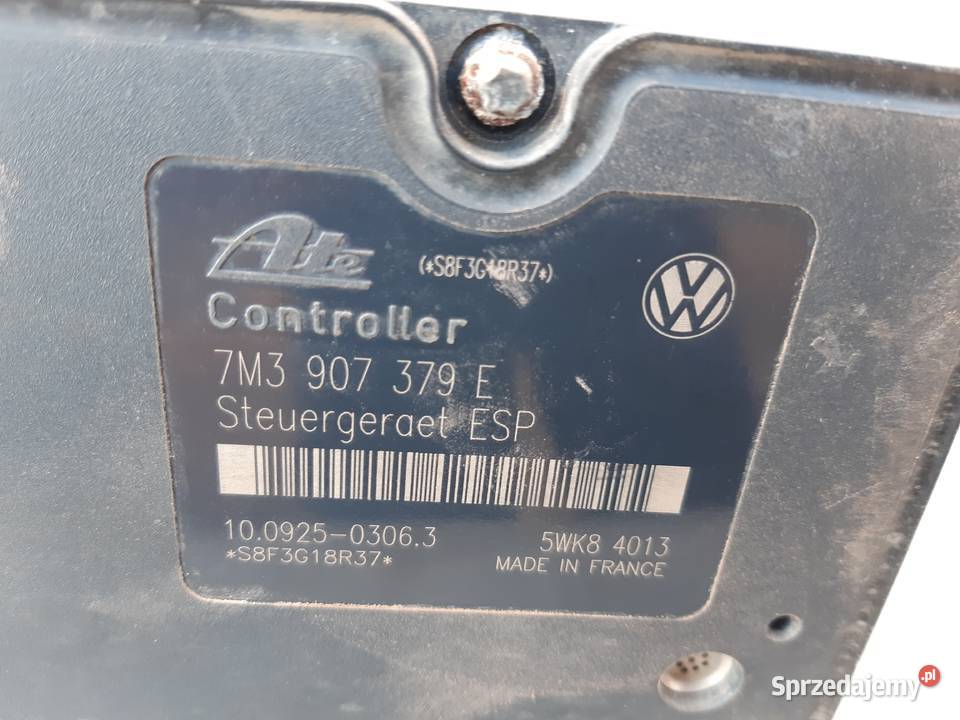 Ate
(*S8F3G18R37*)
Controller
7M3 907 379 E
Steuergeraet ESP
10.0925-0306.3
5WK8 4013
*S8F3G18R37*
MADE IN FRANCE
Sprzedajemy.pl